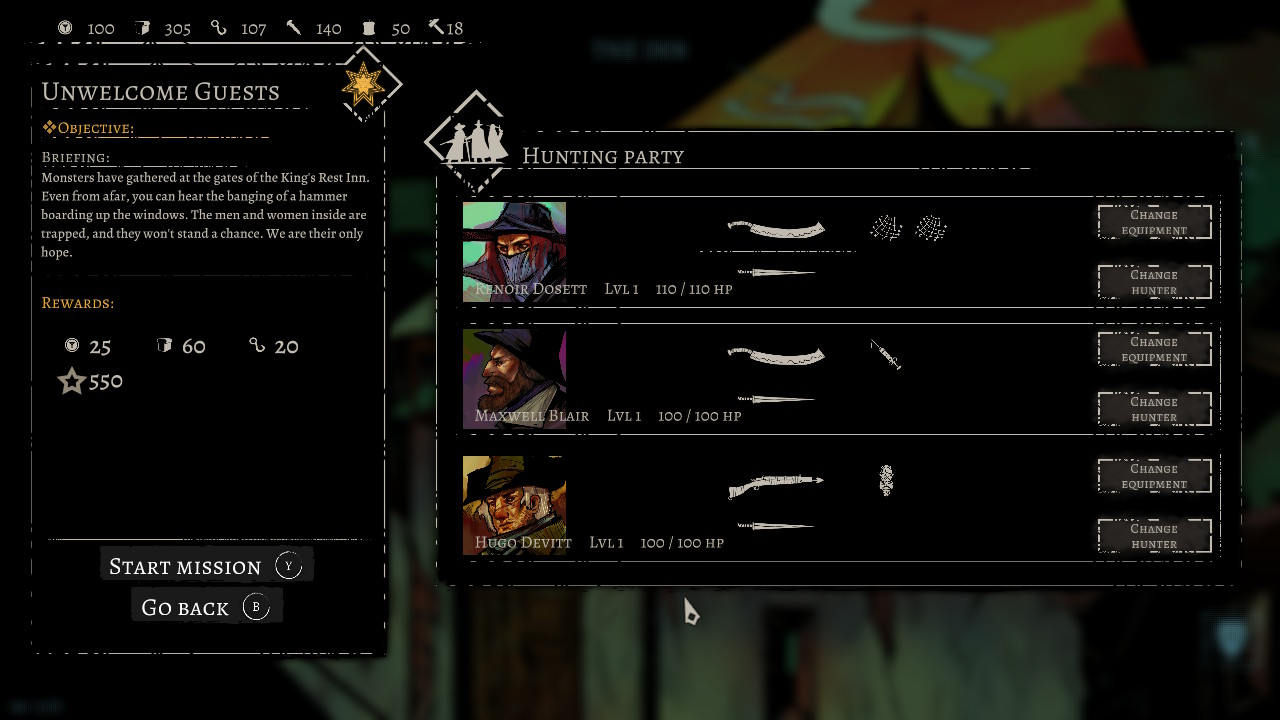 100 305 107 140 50 18
THE INN
Unwelcome Guests
Objective:
Briefing:
Monsters have gathered at the gates of the King's Rest Inn.
Even from afar, you can hear the banging of a hammer
boarding up the windows. The men and women inside are
trapped, and they won't stand a chance. We are their only
hope.
Rewards:
25 60 20
550
Start mission Y
Go back B
Hunting party
Renoir Dosett Lvl 1 110 / 110 HP
Change
equipment
Change
hunter
Maxwell Blair Lvl 1 100 / 100 HP
Change
equipment
Change
hunter
Hugo Devitt Lvl 1 100 / 100 HP
Change
equipment
Change
hunter